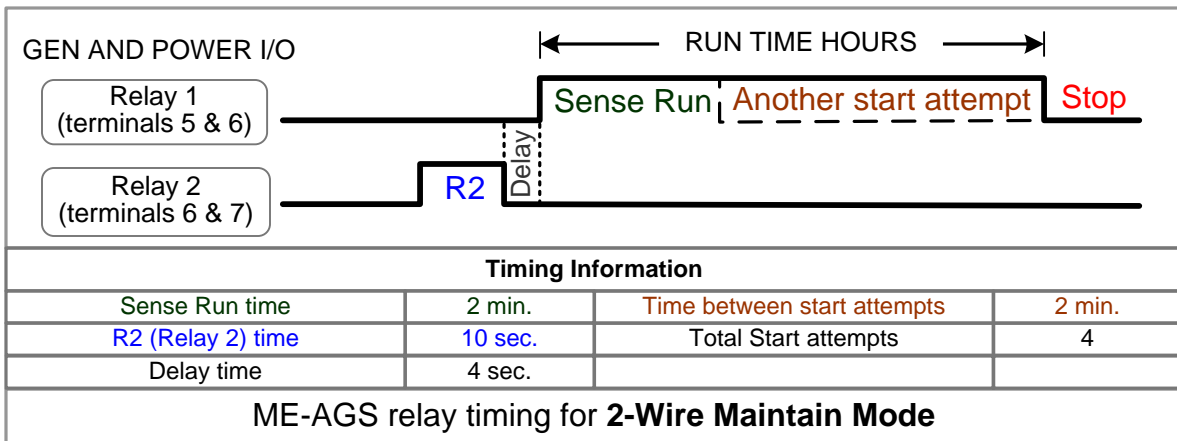 GEN AND POWER I/O
RUN TIME HOURS
Relay 1
(terminals 5 & 6)
Sense Run
Another start attempt
Stop
Delay
Relay 2
(terminals 6 & 7)
R2
Timing Information
Sense Run time 2 min. Time between start attempts 2 min.
R2 (Relay 2) time 10 sec. Total Start attempts 4
Delay time 4 sec.
ME-AGS relay timing for 2-Wire Maintain Mode